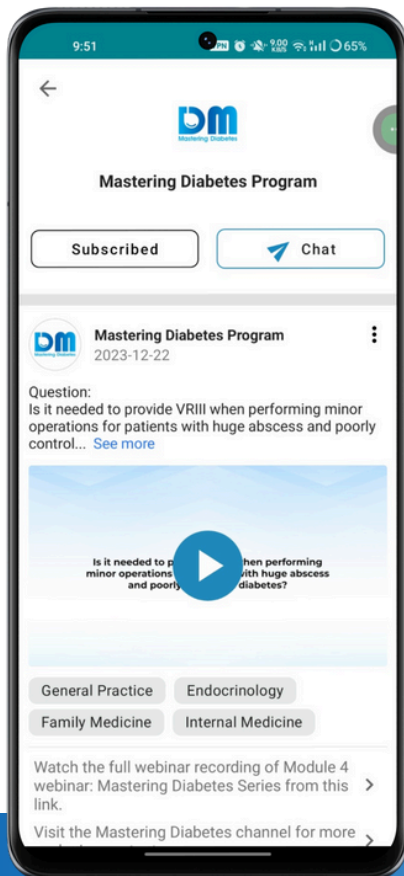 9:51
9.00
KB/S
65%
DM
Mastering Diabetes
Mastering Diabetes Program
Subscribed
Chat
DM
Mastering Diabetes
Mastering Diabetes Program
2023-12-22
Question:
Is it needed to provide VRIII when performing minor
operations for patients with huge abscess and poorly
control... See more
Is it needed to p hen performing
minor operations ith huge abscess
and poorly diabetes?
General Practice
Endocrinology
Family Medicine
Internal Medicine
Watch the full webinar recording of Module 4
webinar: Mastering Diabetes Series from this
link.
Visit the Mastering Diabetes channel for more